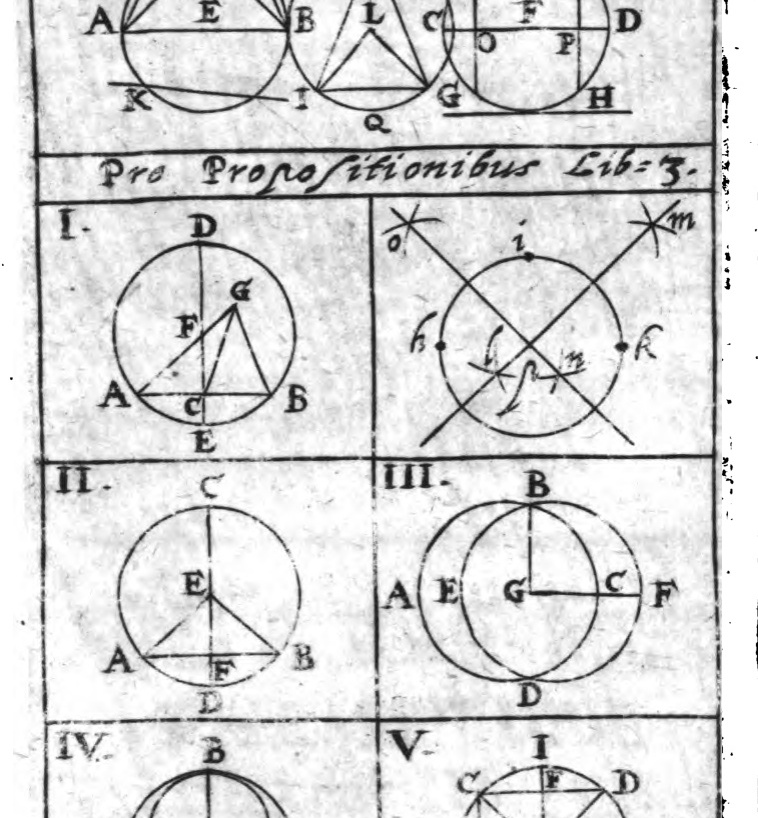 A E B L C F D
O P
K I G H
Q
Pro Propositionibus Lib=3.
I.
D
G
F
A C B
E
o i m
h l n k
p
II.
C
E
A F B
D
III.
B
A E G C F
D
IV.
B
V.
I
C F D